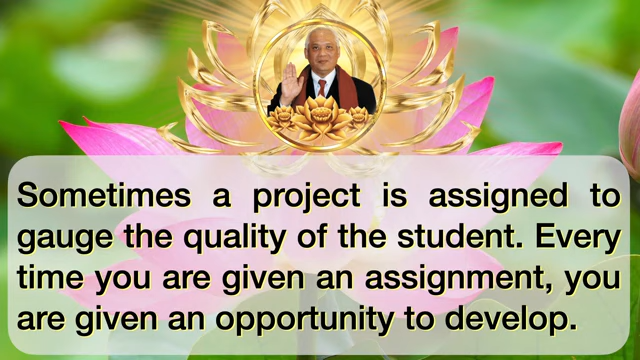 Sometimes a project is assigned to
gauge the quality of the student. Every
time you are given an assignment, you
are given an opportunity to develop.